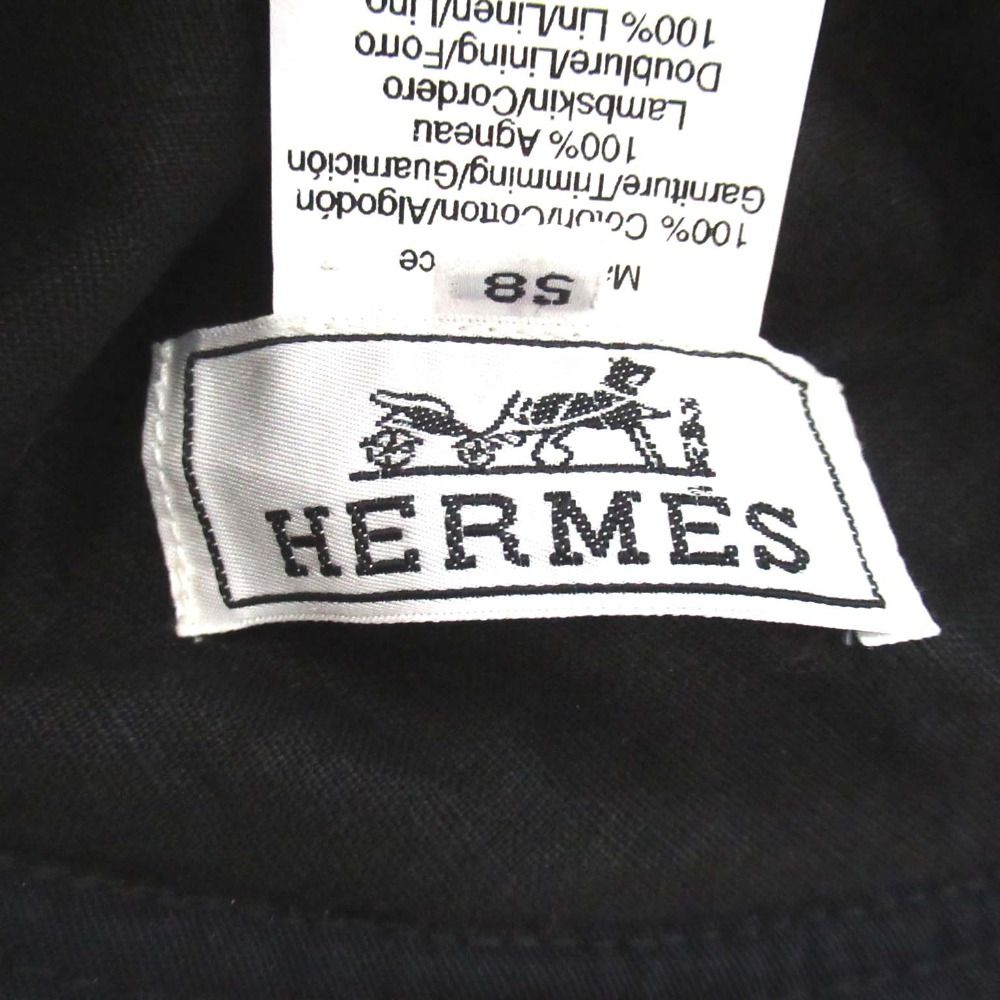 HERMÈS
M: 58 ce
100% Coton/Cotton/Algodón
Garniture/Trimming/Guarnición
100% Agneau
Lambskin/Cordero
Doublure/Lining/Forro
100% Lin/Linen/Lino